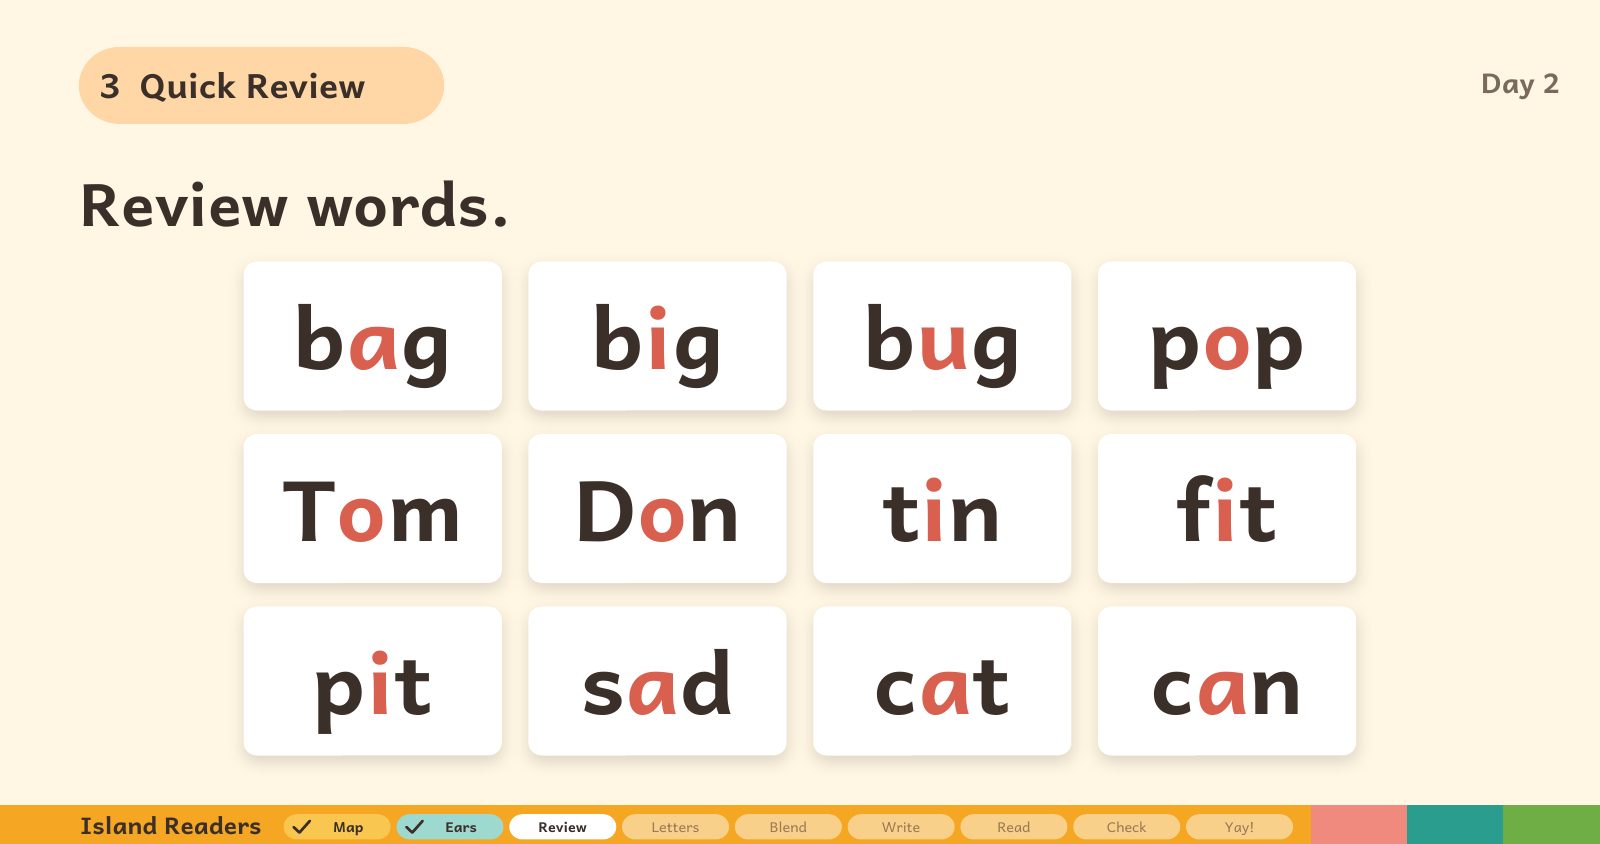 3 Quick Review
Day 2
Review words.
bag big bug pop
Tom Don tin fit
pit sad cat can
Island Readers Map Ears Review Letters Blend Write Read Check Yay!